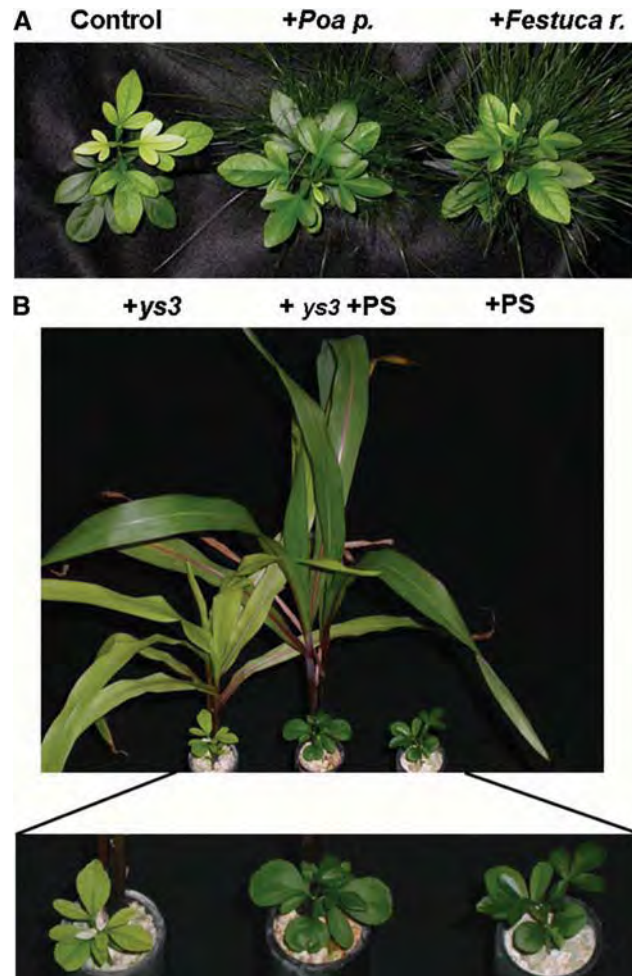 A Control +Poa p. +Festuca r.
B +ys3 + ys3 +PS +PS